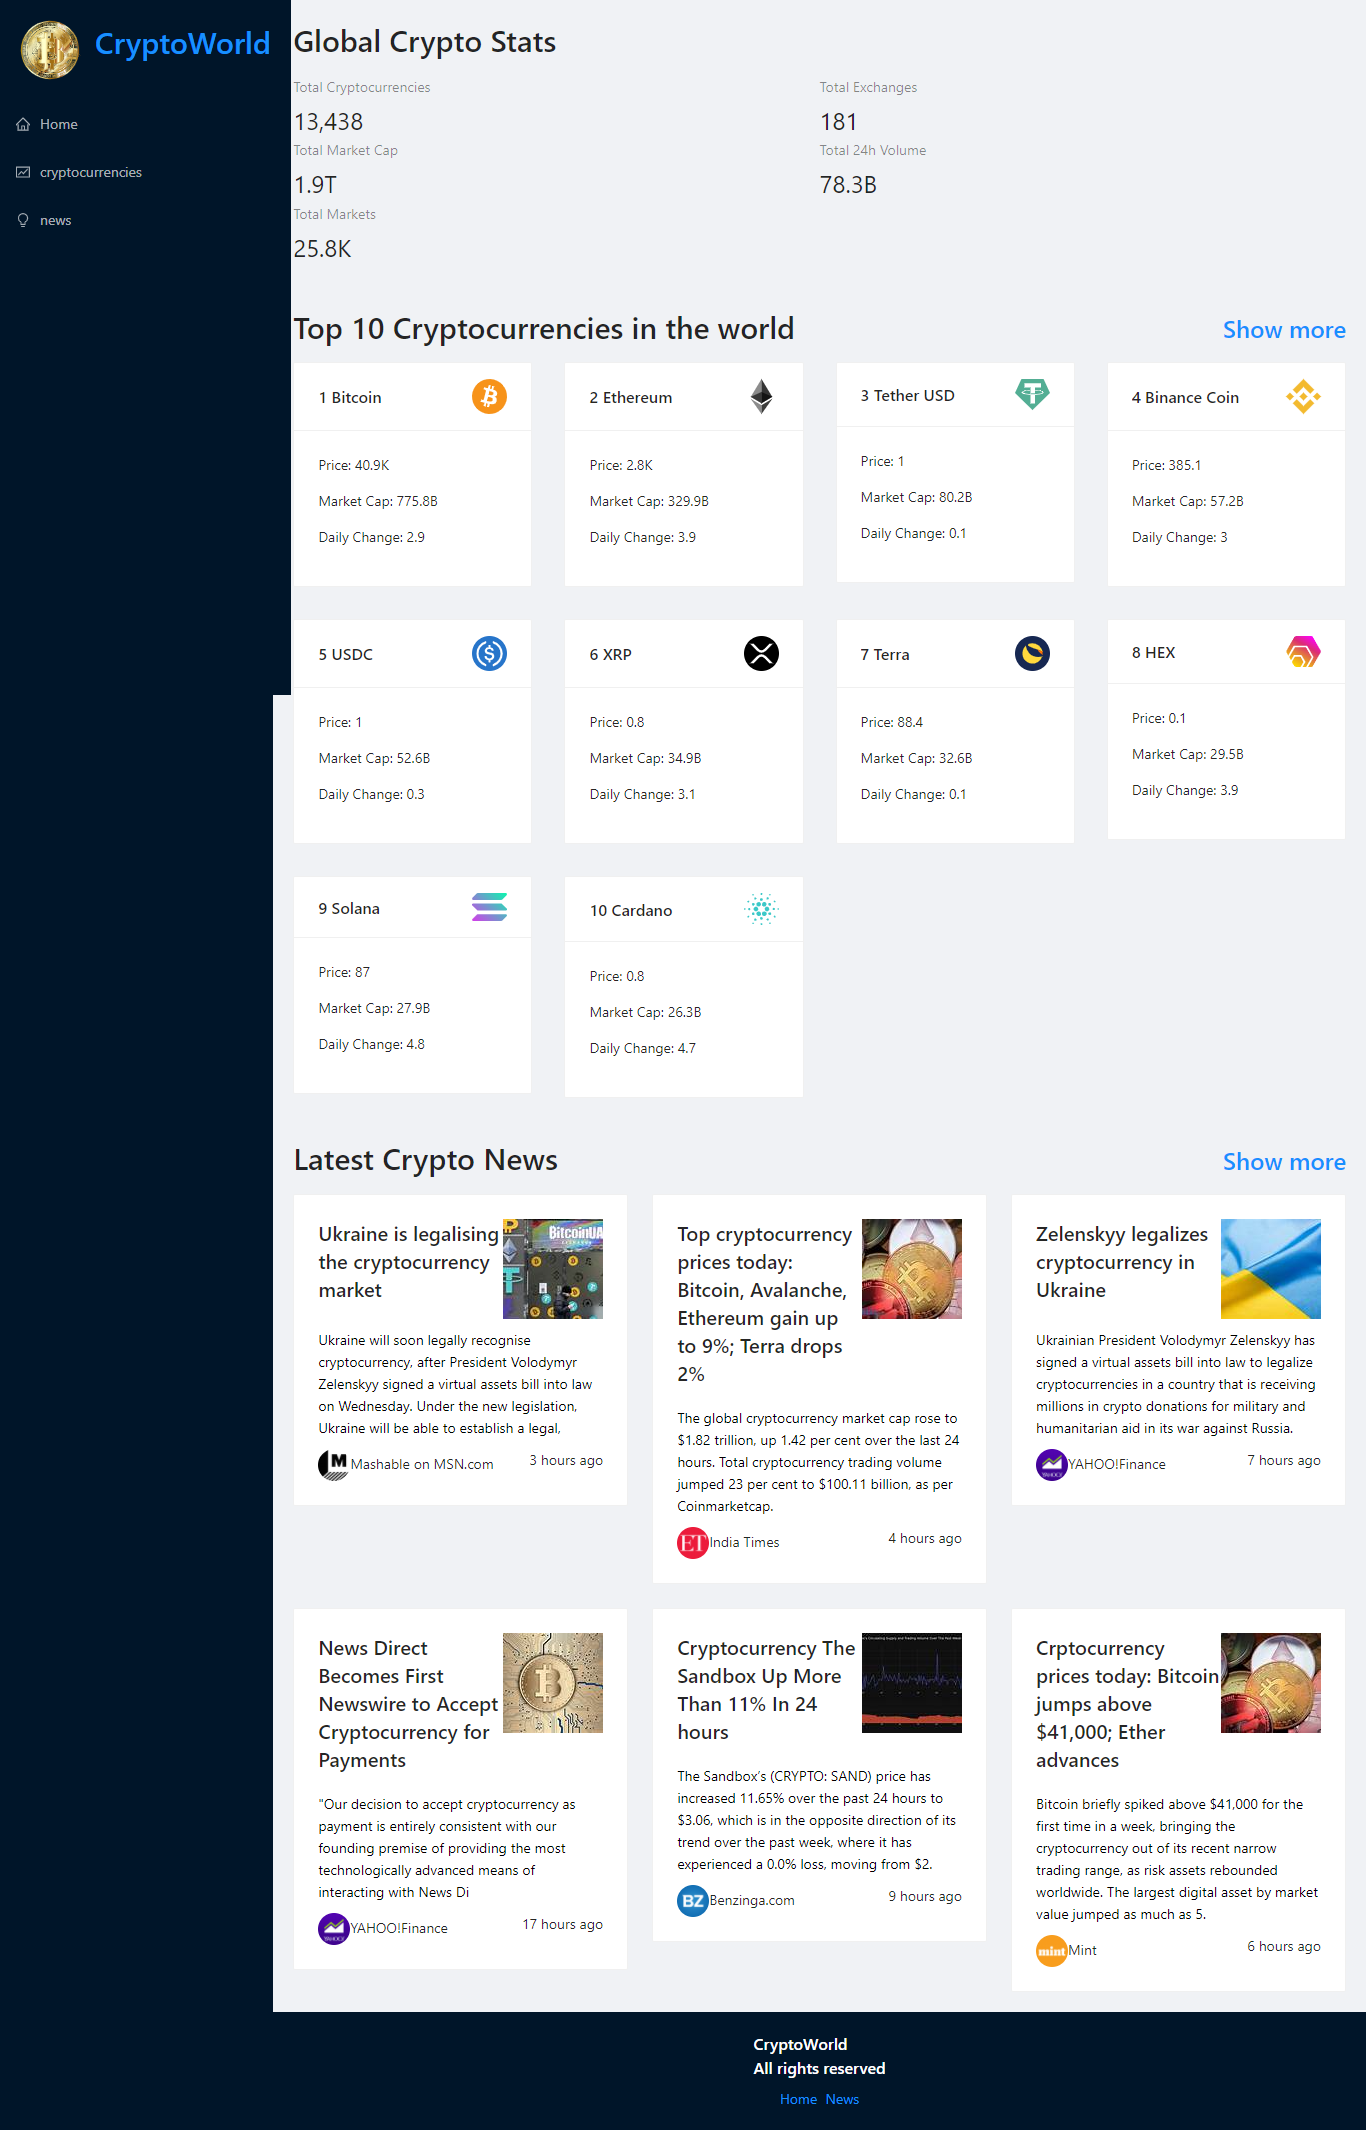 CryptoWorld
Home
cryptocurrencies
news
Global Crypto Stats
Total Cryptocurrencies
13,438
Total Exchanges
181
Total Market Cap
1.9T
Total 24h Volume
78.3B
Total Markets
25.8K
Top 10 Cryptocurrencies in the world
Show more
1 Bitcoin
Price: 40.9K
Market Cap: 775.8B
Daily Change: 2.9
2 Ethereum
Price: 2.8K
Market Cap: 329.9B
Daily Change: 3.9
3 Tether USD
Price: 1
Market Cap: 80.2B
Daily Change: 0.1
4 Binance Coin
Price: 385.1
Market Cap: 57.2B
Daily Change: 3
5 USDC
Price: 1
Market Cap: 52.6B
Daily Change: 0.3
6 XRP
Price: 0.8
Market Cap: 34.9B
Daily Change: 3.1
7 Terra
Price: 88.4
Market Cap: 32.6B
Daily Change: 0.1
8 HEX
Price: 0.1
Market Cap: 29.5B
Daily Change: 3.9
9 Solana
Price: 87
Market Cap: 27.9B
Daily Change: 4.8
10 Cardano
Price: 0.8
Market Cap: 26.3B
Daily Change: 4.7
Latest Crypto News
Show more
Ukraine is legalising
the cryptocurrency
market
BitcoinUA
Ukraine will soon legally recognise
cryptocurrency, after President Volodymyr
Zelenskyy signed a virtual assets bill into law
on Wednesday. Under the new legislation,
Ukraine will be able to establish a legal,
M
Mashable on MSN.com
3 hours ago
Top cryptocurrency
prices today:
Bitcoin, Avalanche,
Ethereum gain up
to 9%; Terra drops
2%
The global cryptocurrency market cap rose to
$1.82 trillion, up 1.42 per cent over the last 24
hours. Total cryptocurrency trading volume
jumped 23 per cent to $100.11 billion, as per
Coinmarketcap.
ET
India Times
4 hours ago
Zelenskyy legalizes
cryptocurrency in
Ukraine
Ukrainian President Volodymyr Zelenskyy has
signed a virtual assets bill into law to legalize
cryptocurrencies in a country that is receiving
millions in crypto donations for military and
humanitarian aid in its war against Russia.
YAHOO!Finance
7 hours ago
News Direct
Becomes First
Newswire to Accept
Cryptocurrency for
Payments
"Our decision to accept cryptocurrency as
payment is entirely consistent with our
founding premise of providing the most
technologically advanced means of
interacting with News Di
YAHOO!Finance
17 hours ago
Cryptocurrency The
Sandbox Up More
Than 11% In 24
hours
The Sandbox’s (CRYPTO: SAND) price has
increased 11.65% over the past 24 hours to
$3.06, which is in the opposite direction of its
trend over the past week, where it has
experienced a 0.0% loss, moving from $2.
BZ
Benzinga.com
9 hours ago
Crptocurrency
prices today: Bitcoin
jumps above
$41,000; Ether
advances
Bitcoin briefly spiked above $41,000 for the
first time in a week, bringing the
cryptocurrency out of its recent narrow
trading range, as risk assets rebounded
worldwide. The largest digital asset by market
value jumped as much as 5.
mint
Mint
6 hours ago
CryptoWorld
All rights reserved
Home News